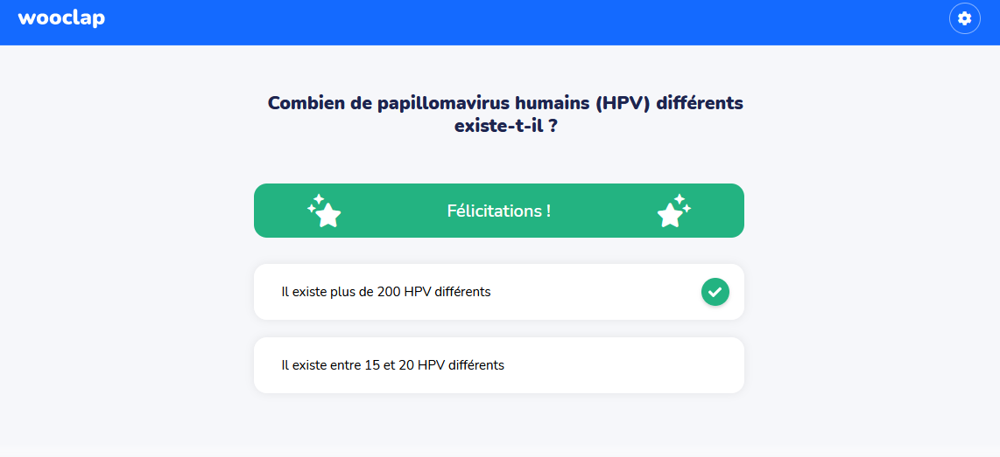 wooclap
Combien de papillomavirus humains (HPV) différents
existe-t-il ?
Félicitations !
Il existe plus de 200 HPV différents
Il existe entre 15 et 20 HPV différents